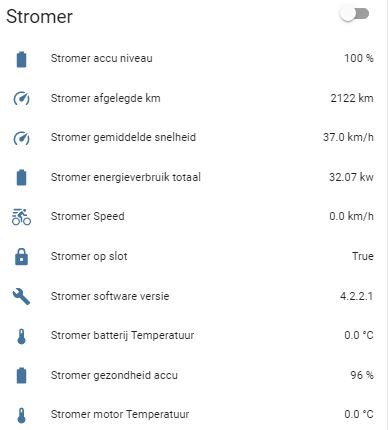 Stromer
Stromer accu niveau 100 %
Stromer afgelegde km 2122 km
Stromer gemiddelde snelheid 37.0 km/h
Stromer energieverbruik totaal 32.07 kw
Stromer Speed 0.0 km/h
Stromer op slot True
Stromer software versie 4.2.2.1
Stromer batterij Temperatuur 0.0 °C
Stromer gezondheid accu 96 %
Stromer motor Temperatuur 0.0 °C